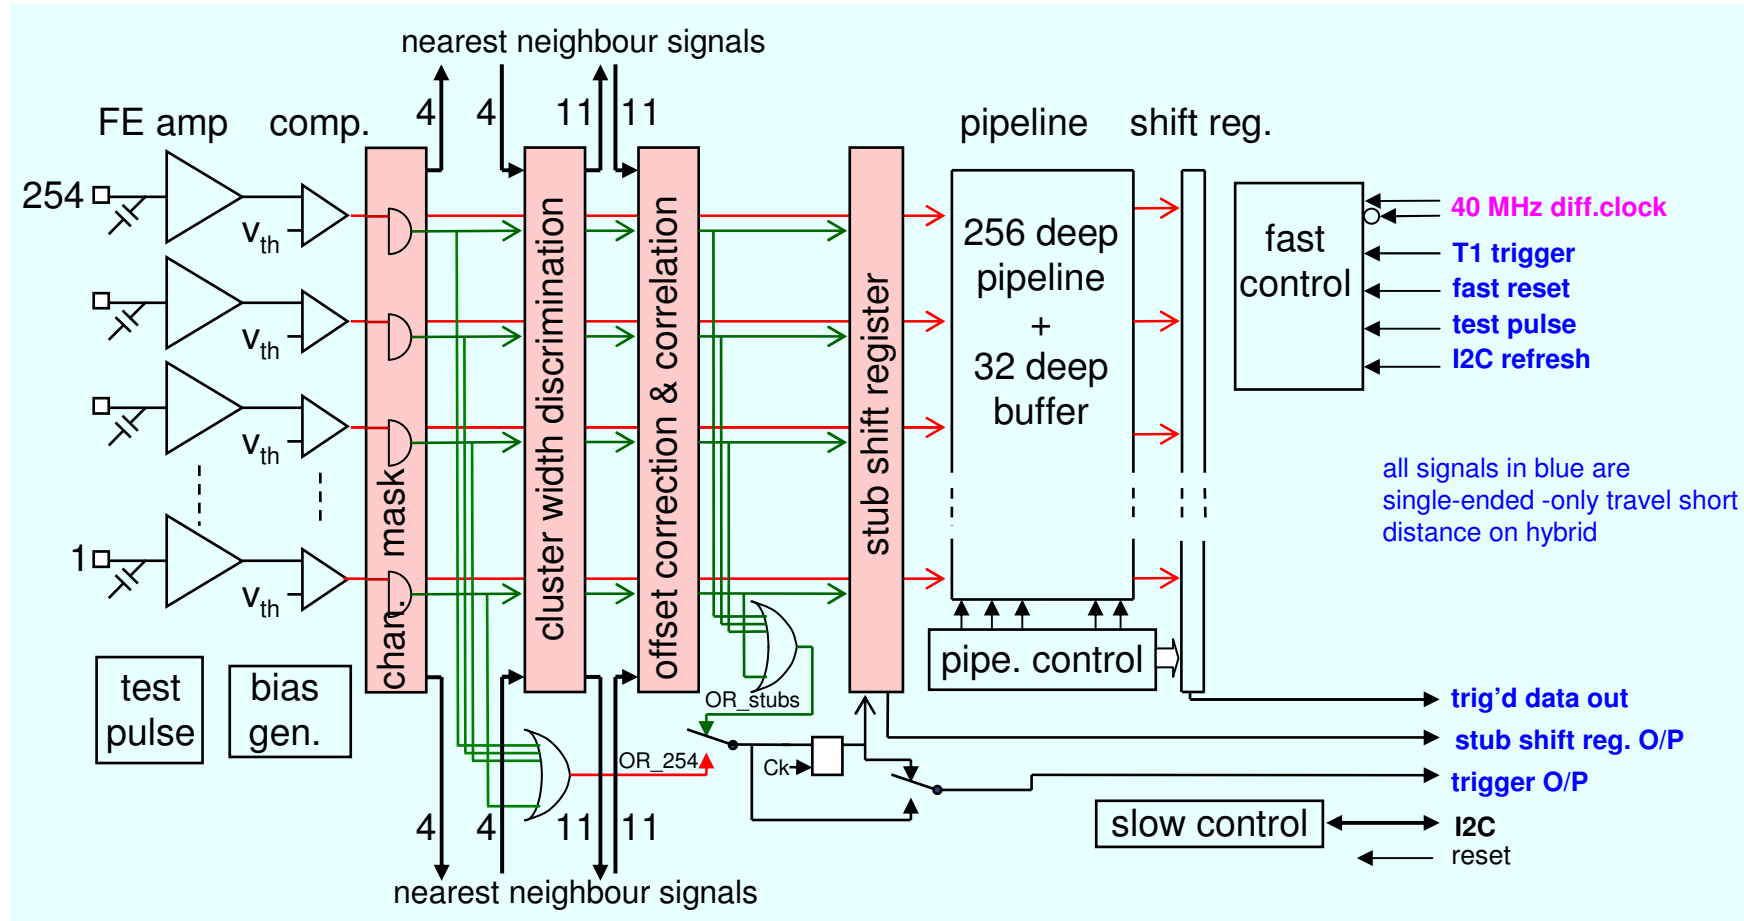 nearest neighbour signals
4 4 11 11
FE amp comp. pipeline shift reg.
254
Vth
Vth
Vth
1
Vth
chan. mask
cluster width discrimination
offset correction & correlation
stub shift register
256 deep
pipeline
+
32 deep
buffer
fast
control
40 MHz diff.clock
T1 trigger
fast reset
test pulse
I2C refresh
all signals in blue are
single-ended -only travel short
distance on hybrid
pipe. control
test
pulse
bias
gen.
OR_stubs
OR_254
Ck
trig'd data out
stub shift reg. O/P
trigger O/P
slow control
I2C
reset
4 4 11 11
nearest neighbour signals